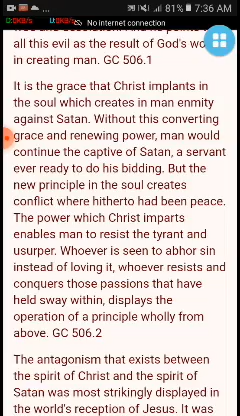 0KB/s 0KB/s 81% 7:36 AM
No internet connection
all this evil as the result of God's wo
in creating man. GC 506.1
It is the grace that Christ implants in
the soul which creates in man enmity
against Satan. Without this converting
grace and renewing power, man would
continue the captive of Satan, a servant
ever ready to do his bidding. But the
new principle in the soul creates
conflict where hitherto had been peace.
The power which Christ imparts
enables man to resist the tyrant and
usurper. Whoever is seen to abhor sin
instead of loving it, whoever resists and
conquers those passions that have
held sway within, displays the
operation of a principle wholly from
above. GC 506.2
The antagonism that exists between
the spirit of Christ and the spirit of
Satan was most strikingly displayed in
the world's reception of Jesus. It was